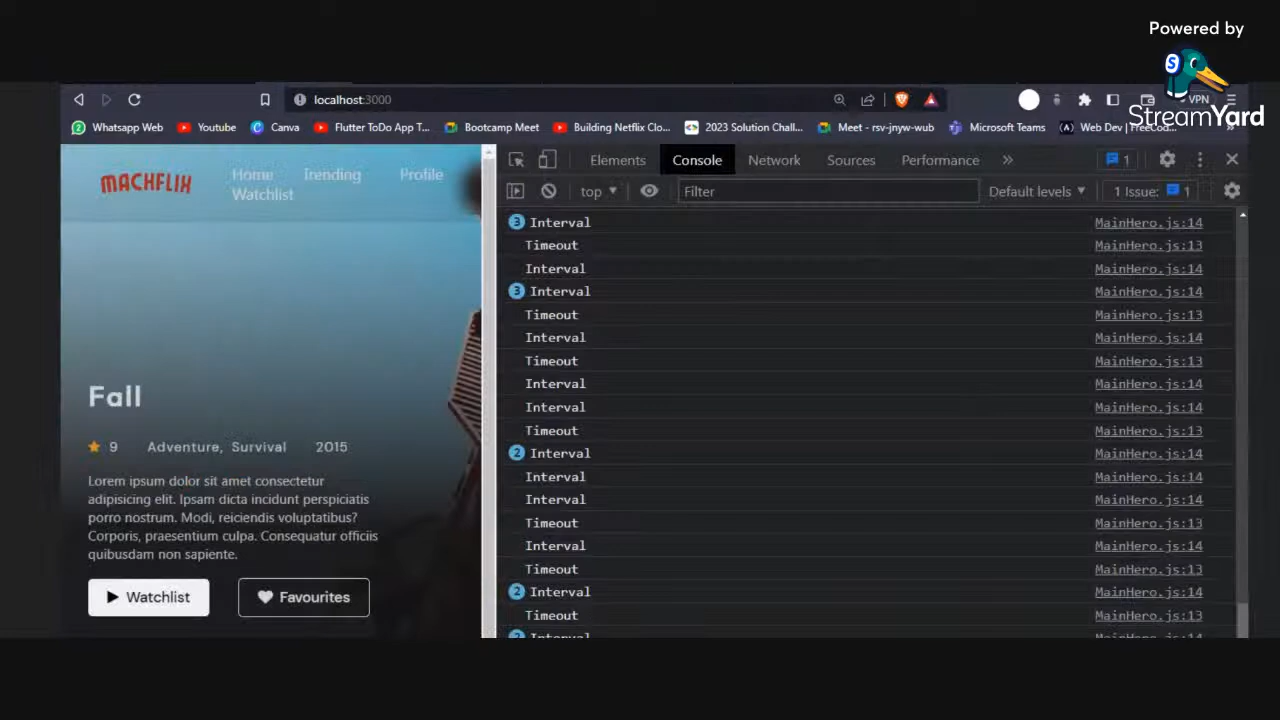 Powered by
StreamYard
localhost:3000
VPN
Whatsapp Web
Youtube
Canva
Flutter ToDo App T...
Bootcamp Meet
Building Netflix Clo...
2023 Solution Chall...
Meet - rsv-jnyw-wub
Microsoft Teams
Web Dev | FreeCod...
MACHFLIX
Home
Trending
Profile
Watchlist
Fall
9 Adventure, Survival 2015
Lorem ipsum dolor sit amet consectetur
adipisicing elit. Ipsam dicta incidunt perspiciatis
porro nostrum. Modi, reiciendis voluptatibus?
Corporis, praesentium culpa. Consequatur officiis
quibusdam non sapiente.
Watchlist
Favourites
Elements Console Network Sources Performance » 1
top Filter Default levels 1 Issue: 1
3 Interval MainHero.js:14
Timeout MainHero.js:13
Interval MainHero.js:14
3 Interval MainHero.js:14
Timeout MainHero.js:13
Interval MainHero.js:14
Timeout MainHero.js:13
Interval MainHero.js:14
Interval MainHero.js:14
Timeout MainHero.js:13
2 Interval MainHero.js:14
Interval MainHero.js:14
Interval MainHero.js:14
Timeout MainHero.js:13
Interval MainHero.js:14
Timeout MainHero.js:13
2 Interval MainHero.js:14
Timeout MainHero.js:13
Interval MainHero.js:14